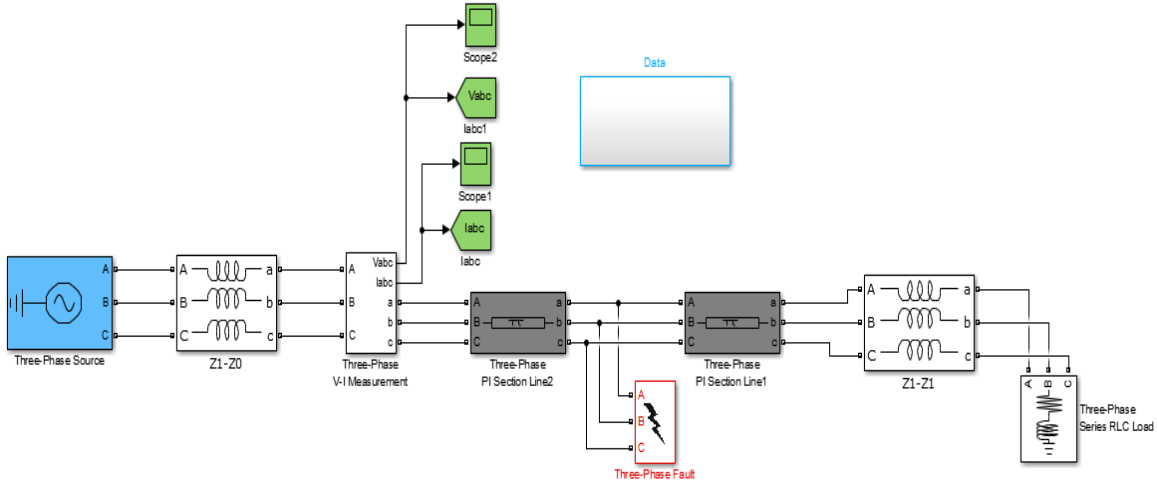 Scope2
Data
Vabc
Iabc1
Scope1
Iabc
Iabc
A
B
C
Three-Phase Source
A a
B b
C c
Z1-Z0
Vabc
Iabc
A
B a
b
C c
Three-Phase
V-I Measurement
A a
B b
C c
Three-Phase
PI Section Line2
A a
B b
C c
Three-Phase
PI Section Line1
A a
B b
C c
Z1-Z1
A
B
C
Three-Phase Fault
A B C
Three-Phase
Series RLC Load